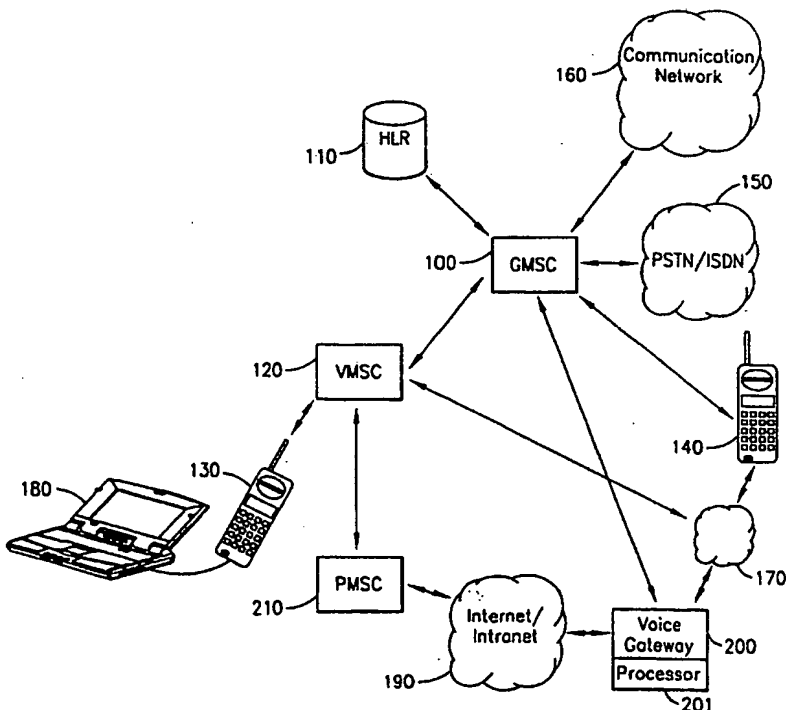 Communication
Network
160
HLR
110
150
PSTN/ISDN
100
GMSC
120
VMSC
140
130
180
170
210
PMSC
Internet/
Intranet
190
Voice
Gateway
200
Processor
201